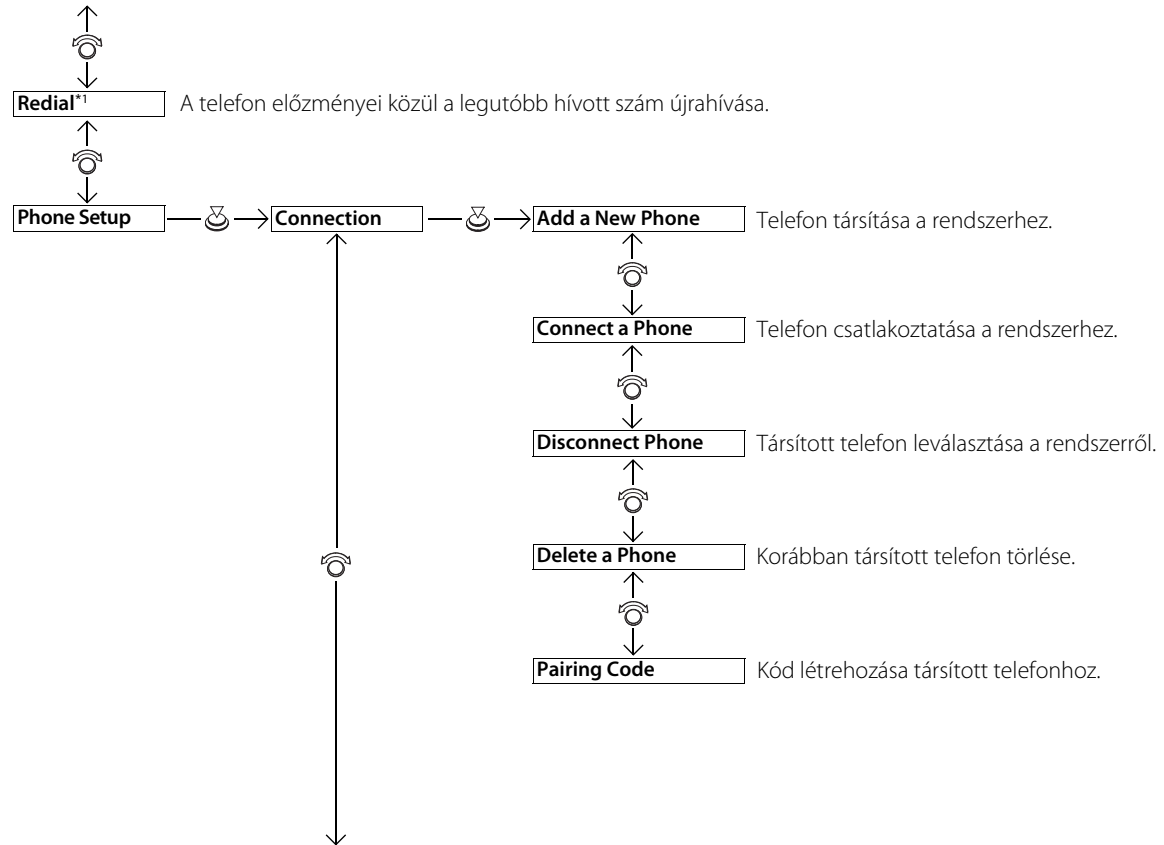 Redial*1 A telefon előzményei közül a legutóbb hívott szám újrahívása.
Phone Setup Connection Add a New Phone Telefon társítása a rendszerhez.
Connect a Phone Telefon csatlakoztatása a rendszerhez.
Disconnect Phone Társított telefon leválasztása a rendszerről.
Delete a Phone Korábban társított telefon törlése.
Pairing Code Kód létrehozása társított telefonhoz.